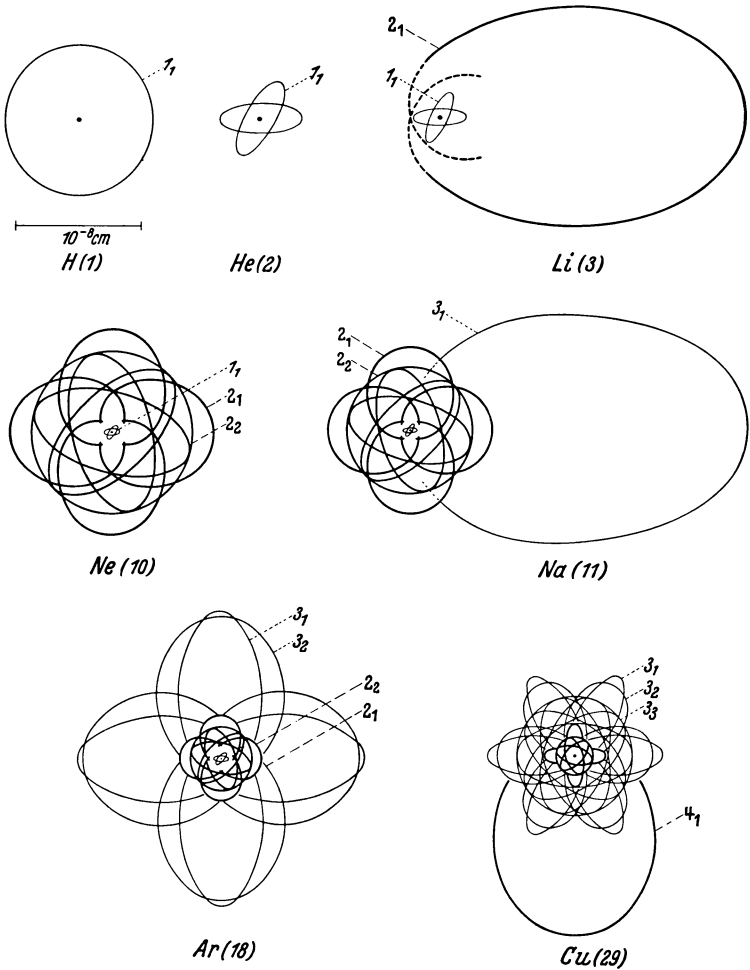 1₁
1₁
2₁
1₁
10⁻⁸cm
H(1)
He(2)
Li(3)
1₁
2₁
2₂
2₁
2₂
3₁
Ne(10)
Na(11)
3₁
3₂
2₂
2₁
3₁
3₂
3₃
4₁
Ar(18)
Cu(29)